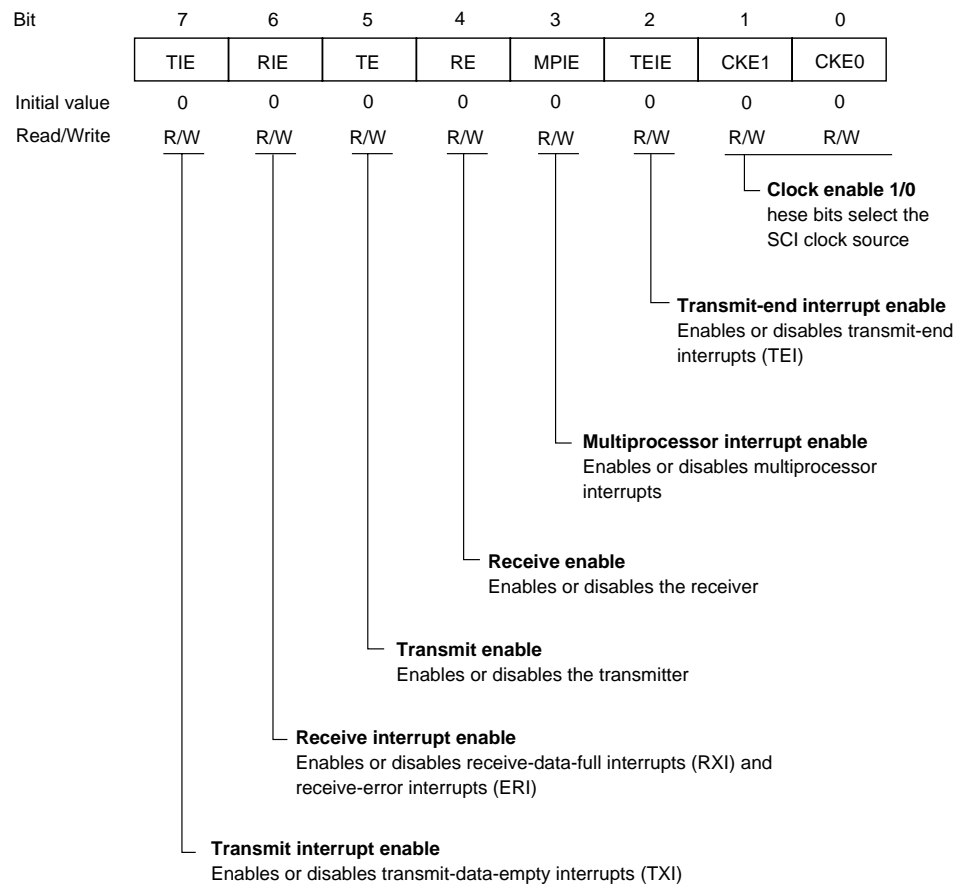 Bit 7 6 5 4 3 2 1 0
TIE RIE TE RE MPIE TEIE CKE1 CKE0
Initial value 0 0 0 0 0 0 0 0
Read/Write R/W R/W R/W R/W R/W R/W R/W R/W
Clock enable 1/0
hese bits select the
SCI clock source
Transmit-end interrupt enable
Enables or disables transmit-end
interrupts (TEI)
Multiprocessor interrupt enable
Enables or disables multiprocessor
interrupts
Receive enable
Enables or disables the receiver
Transmit enable
Enables or disables the transmitter
Receive interrupt enable
Enables or disables receive-data-full interrupts (RXI) and
receive-error interrupts (ERI)
Transmit interrupt enable
Enables or disables transmit-data-empty interrupts (TXI)